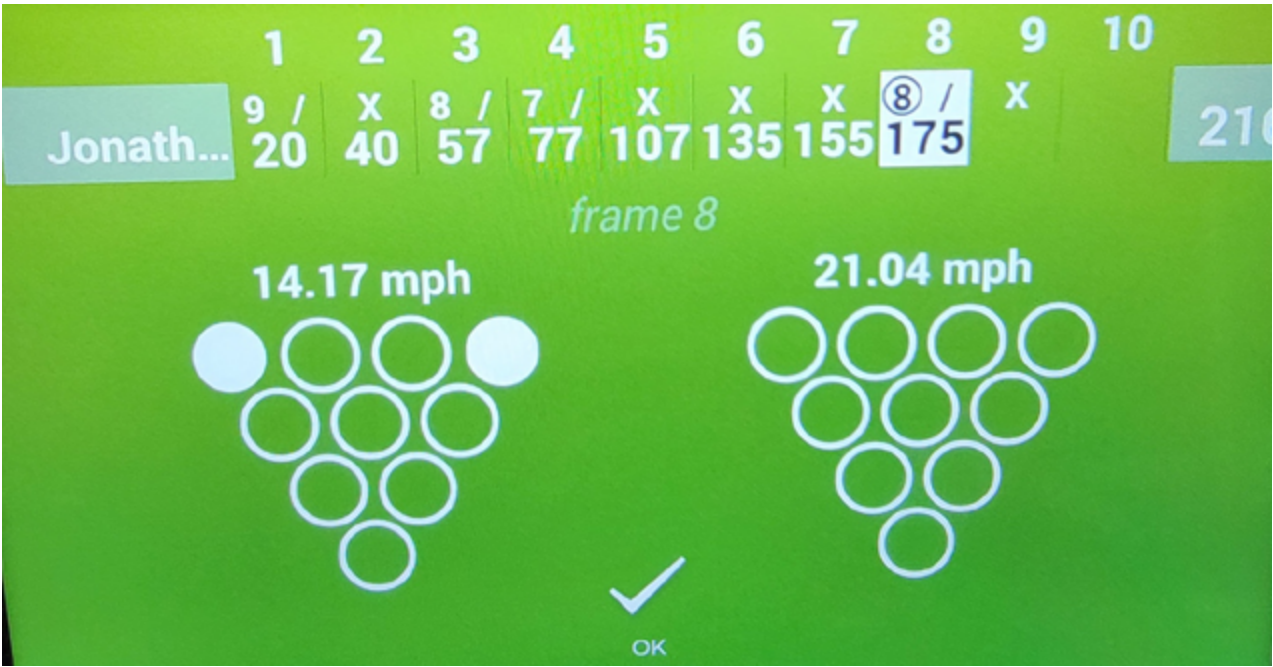 1 2 3 4 5 6 7 8 9 10
9 / X 8 / 7 / X X X 8 / X
Jonath... 20 40 57 77 107 135 155 175
frame 8
14.17 mph 21.04 mph
OK